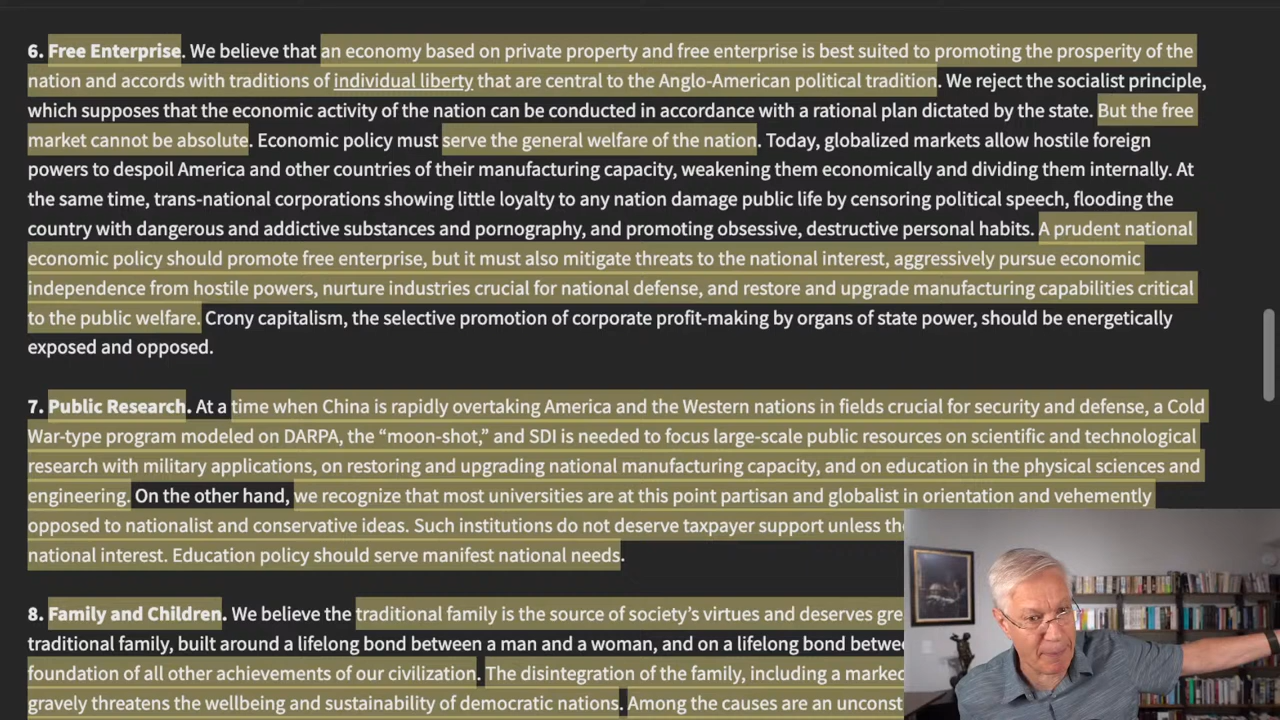 6. Free Enterprise. We believe that an economy based on private property and free enterprise is best suited to promoting the prosperity of the
nation and accords with traditions of individual liberty that are central to the Anglo-American political tradition. We reject the socialist principle,
which supposes that the economic activity of the nation can be conducted in accordance with a rational plan dictated by the state. But the free
market cannot be absolute. Economic policy must serve the general welfare of the nation. Today, globalized markets allow hostile foreign
powers to despoil America and other countries of their manufacturing capacity, weakening them economically and dividing them internally. At
the same time, trans-national corporations showing little loyalty to any nation damage public life by censoring political speech, flooding the
country with dangerous and addictive substances and pornography, and promoting obsessive, destructive personal habits. A prudent national
economic policy should promote free enterprise, but it must also mitigate threats to the national interest, aggressively pursue economic
independence from hostile powers, nurture industries crucial for national defense, and restore and upgrade manufacturing capabilities critical
to the public welfare. Crony capitalism, the selective promotion of corporate profit-making by organs of state power, should be energetically
exposed and opposed.
7. Public Research. At a time when China is rapidly overtaking America and the Western nations in fields crucial for security and defense, a Cold
War-type program modeled on DARPA, the “moon-shot,” and SDI is needed to focus large-scale public resources on scientific and technological
research with military applications, on restoring and upgrading national manufacturing capacity, and on education in the physical sciences and
engineering. On the other hand, we recognize that most universities are at this point partisan and globalist in orientation and vehemently
opposed to nationalist and conservative ideas. Such institutions do not deserve taxpayer support unless
national interest. Education policy should serve manifest national needs.
8. Family and Children. We believe the traditional family is the source of society’s virtues and deserves
traditional family, built around a lifelong bond between a man and a woman, and on a lifelong bond
foundation of all other achievements of our civilization. The disintegration of the family, including a marked
gravely threatens the wellbeing and sustainability of democratic nations. Among the causes are an